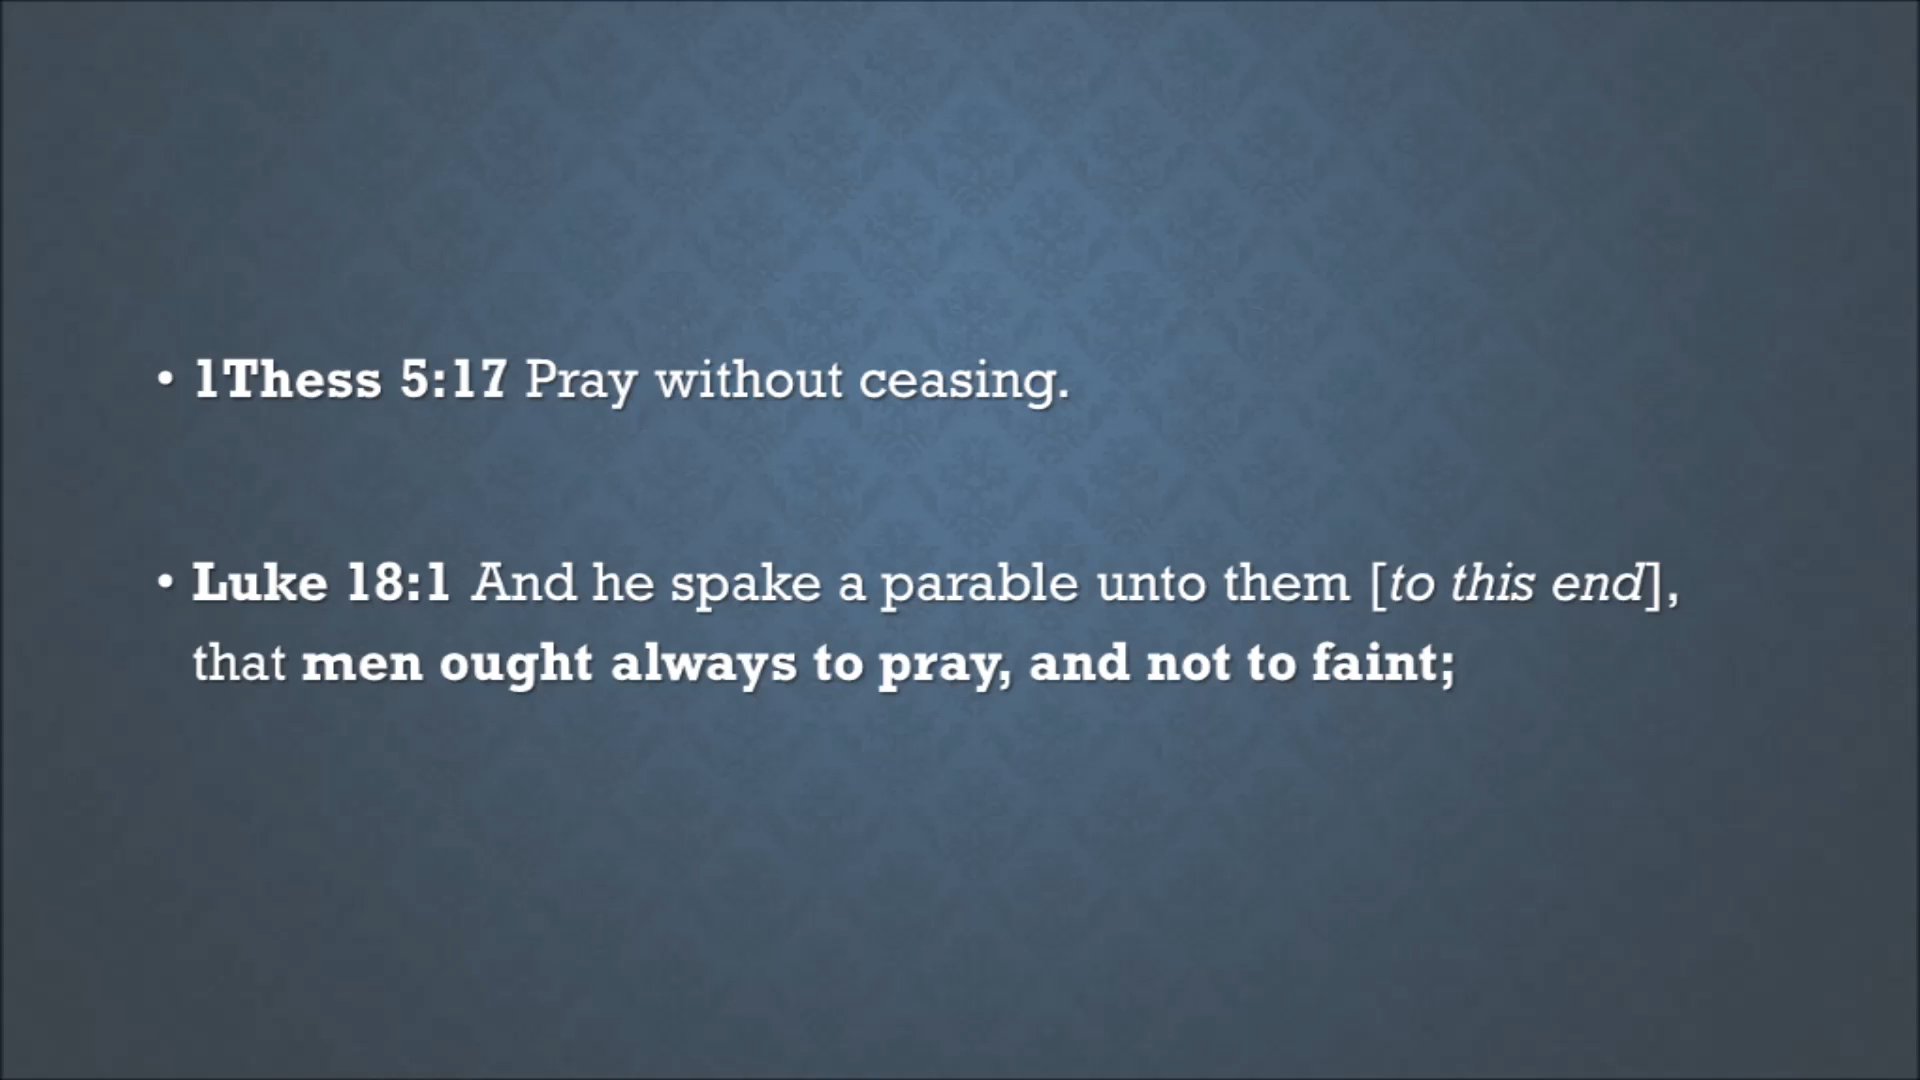 • 1Thess 5:17 Pray without ceasing.
• Luke 18:1 And he spake a parable unto them [to this end],
that men ought always to pray, and not to faint;